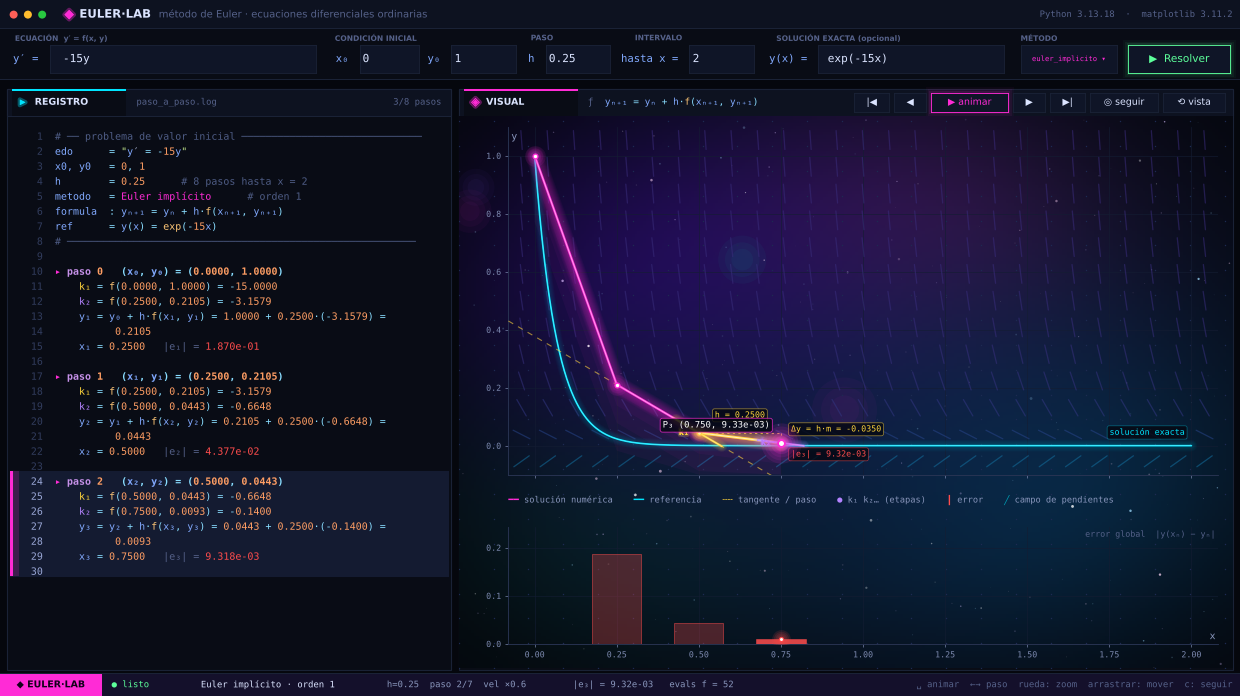 ◆ EULER·LAB método de Euler · ecuaciones diferenciales ordinarias Python 3.13.18 · matplotlib 3.11.2
ECUACIÓN y′ = f(x, y) CONDICIÓN INICIAL PASO INTERVALO SOLUCIÓN EXACTA (opcional) MÉTODO
y′ = -15y x₀ 0 y₀ 1 h 0.25 hasta x = 2 y(x) = exp(-15x) euler_implicito ▾ ▶ Resolver
REGISTRO paso_a_paso.log 3/8 pasos
1 # ── problema de valor inicial ──────────────────────────────
2 edo = "y′ = -15y"
3 x0, y0 = 0, 1
4 h = 0.25 # 8 pasos hasta x = 2
5 metodo = Euler implícito # orden 1
6 formula : yₙ₊₁ = yₙ + h·f(xₙ₊₁, yₙ₊₁)
7 ref = y(x) = exp(-15x)
8 # ──────────────────────────────────────────────────────────
9
10 ▸ paso 0 (x₀, y₀) = (0.0000, 1.0000)
11 k₁ = f(0.0000, 1.0000) = -15.0000
12 k₂ = f(0.2500, 0.2105) = -3.1579
13 y₁ = y₀ + h·f(x₁, y₁) = 1.0000 + 0.2500·(-3.1579) =
14 0.2105
15 x₁ = 0.2500 |e₁| = 1.870e-01
16
17 ▸ paso 1 (x₁, y₁) = (0.2500, 0.2105)
18 k₁ = f(0.2500, 0.2105) = -3.1579
19 k₂ = f(0.5000, 0.0443) = -0.6648
20 y₂ = y₁ + h·f(x₂, y₂) = 0.2105 + 0.2500·(-0.6648) =
21 0.0443
22 x₂ = 0.5000 |e₂| = 4.377e-02
23
24 ▸ paso 2 (x₂, y₂) = (0.5000, 0.0443)
25 k₁ = f(0.5000, 0.0443) = -0.6648
26 k₂ = f(0.7500, 0.0093) = -0.1400
27 y₃ = y₂ + h·f(x₃, y₃) = 0.0443 + 0.2500·(-0.1400) =
28 0.0093
29 x₃ = 0.7500 |e₃| = 9.318e-03
30
VISUAL ƒ yₙ₊₁ = yₙ + h·f(xₙ₊₁, yₙ₊₁) |◀ ◀ ▶ animar ▶ ▶| ◎ seguir ⟲ vista
y
1.0
0.8
0.6
0.4
0.2
0.0
h = 0.2500
P₃ (0.750, 9.33e-03)
Δy = h·m = -0.0350
|e₃| = 9.32e-03
solución exacta
solución numérica referencia tangente / paso k₁ k₂… (etapas) error campo de pendientes
error global |y(xₙ) − yₙ|
0.2
0.1
0.0
x
0.00 0.25 0.50 0.75 1.00 1.25 1.50 1.75 2.00
◆ EULER·LAB ● listo Euler implícito · orden 1 h=0.25 paso 2/7 vel ×0.6 |e₃| = 9.32e-03 evals f = 52 ␣ animar ←→ paso rueda: zoom arrastrar: mover c: seguir